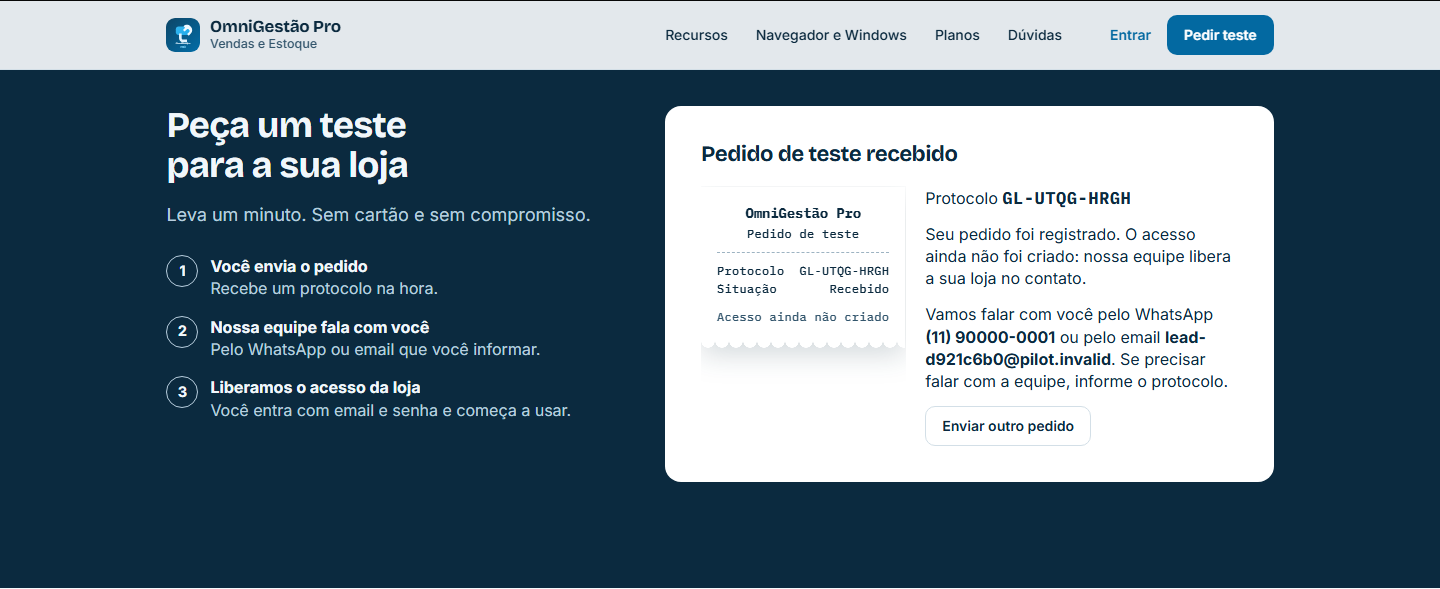 OmniGestão Pro
Vendas e Estoque
Recursos
Navegador e Windows
Planos
Dúvidas
Entrar
Pedir teste
Peça um teste
para a sua loja
Leva um minuto. Sem cartão e sem compromisso.
1
Você envia o pedido
Recebe um protocolo na hora.
2
Nossa equipe fala com você
Pelo WhatsApp ou email que você informar.
3
Liberamos o acesso da loja
Você entra com email e senha e começa a usar.
Pedido de teste recebido
OmniGestão Pro
Pedido de teste
Protocolo GL-UTQG-HRGH
Situação Recebido
Acesso ainda não criado
Protocolo GL-UTQG-HRGH
Seu pedido foi registrado. O acesso
ainda não foi criado: nossa equipe libera
a sua loja no contato.
Vamos falar com você pelo WhatsApp
(11) 90000-0001 ou pelo email lead-
d921c6b0@pilot.invalid. Se precisar
falar com a equipe, informe o protocolo.
Enviar outro pedido